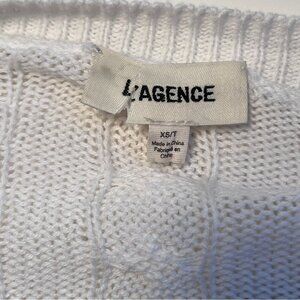 L'AGENCE
XS/T
Made in China
Fabriqué en
Chine